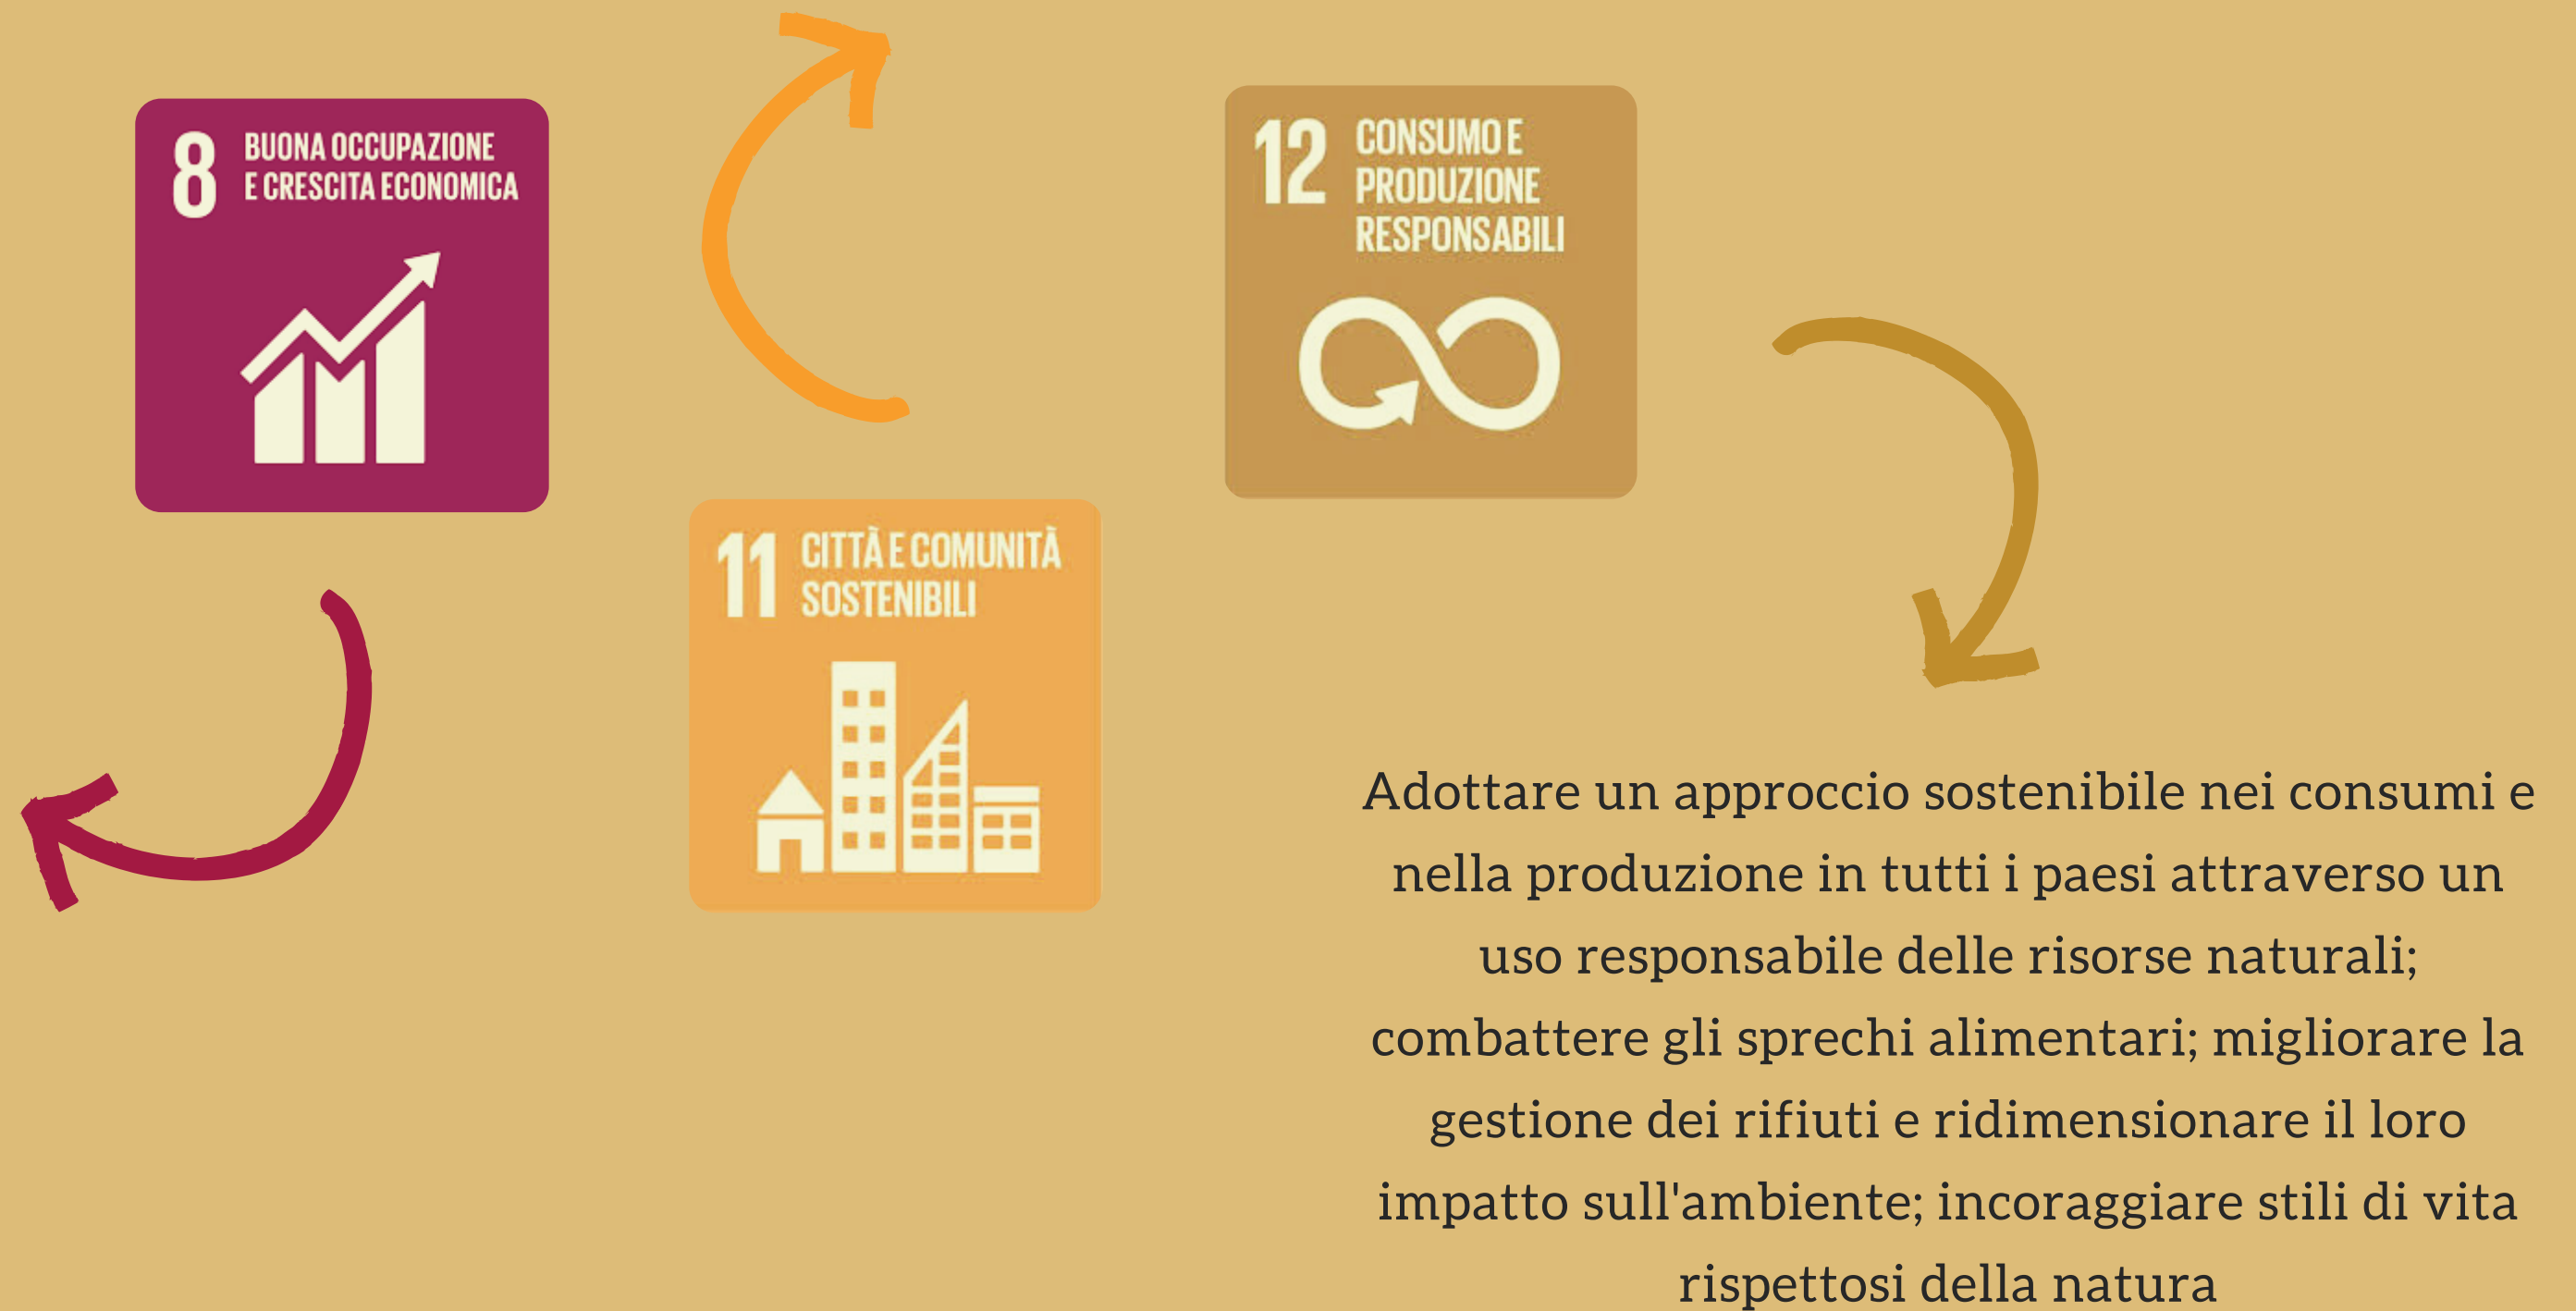 8
BUONA OCCUPAZIONE
E CRESCITA ECONOMICA
11
CITTÀ E COMUNITÀ
SOSTENIBILI
12
CONSUMO E
PRODUZIONE
RESPONSABILI
Adottare un approccio sostenibile nei consumi e
nella produzione in tutti i paesi attraverso un
uso responsabile delle risorse naturali;
combattere gli sprechi alimentari; migliorare la
gestione dei rifiuti e ridimensionare il loro
impatto sull'ambiente; incoraggiare stili di vita
rispettosi della natura